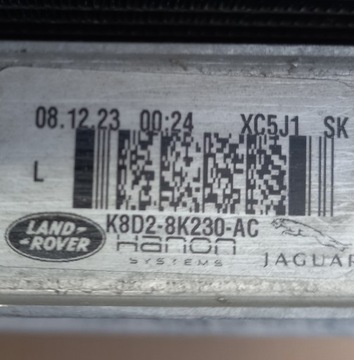 08.12.23 00:24 XC5J1 SK
L
K8D2-8K230-AC
LAND-
-ROVER
Hanon
SYSTEMS
JAGUAR